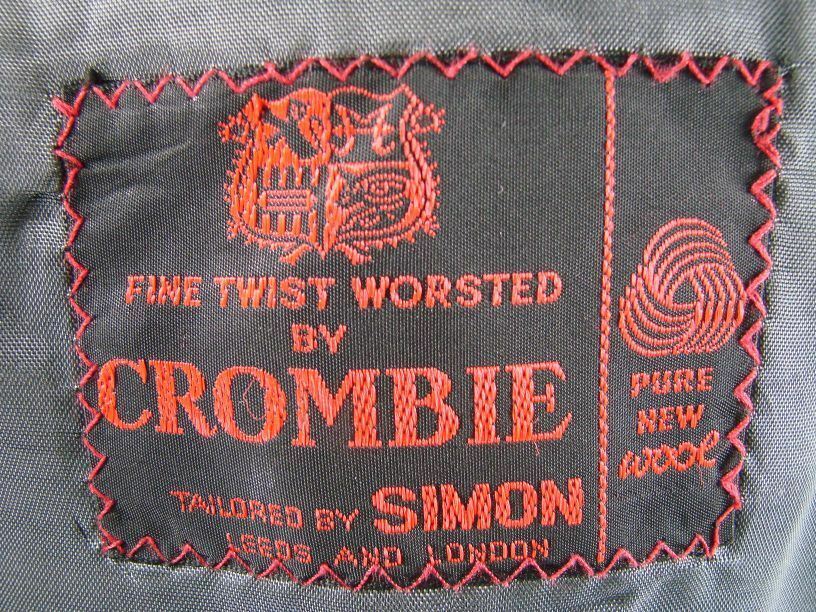 FINE TWIST WORSTED
BY
CROMBIE
TAILORED BY SIMON
LEEDS AND LONDON
PURE
NEW
WOOL